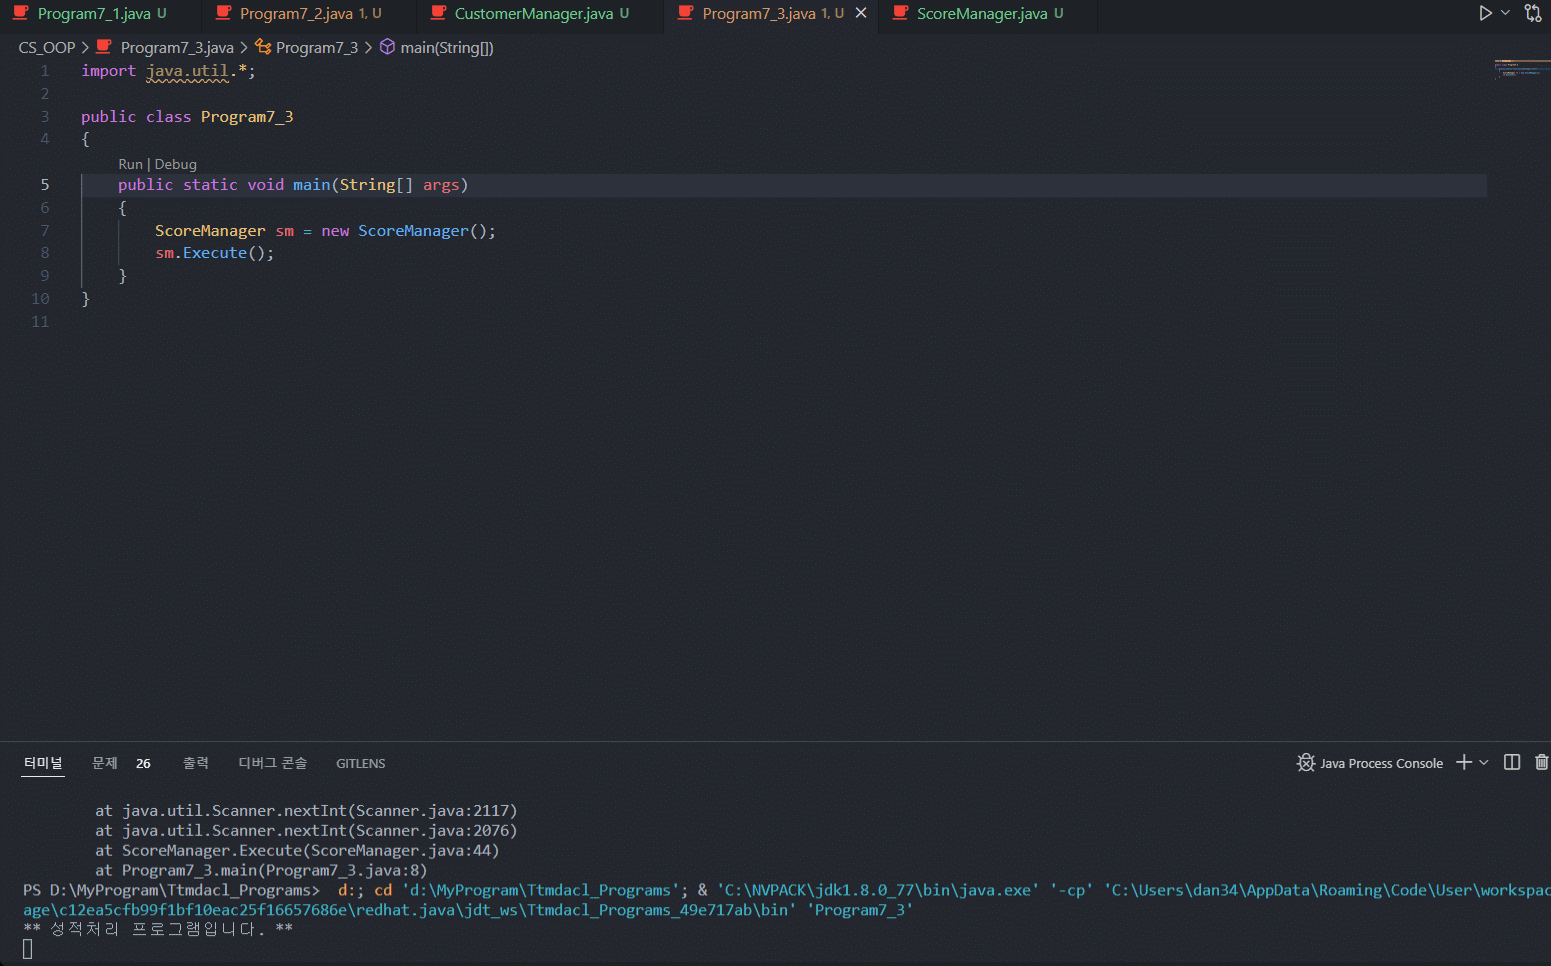 Program7_1.java U Program7_2.java 1, U CustomerManager.java U Program7_3.java 1, U ScoreManager.java U
CS_OOP > Program7_3.java > Program7_3 > main(String[])
1 import java.util.*;
2
3 public class Program7_3
4 {
Run | Debug
5 public static void main(String[] args)
6 {
7 ScoreManager sm = new ScoreManager();
8 sm.Execute();
9 }
10 }
11
터미널 문제 26 출력 디버그 콘솔 GITLENS Java Process Console
at java.util.Scanner.nextInt(Scanner.java:2117)
at java.util.Scanner.nextInt(Scanner.java:2076)
at ScoreManager.Execute(ScoreManager.java:44)
at Program7_3.main(Program7_3.java:8)
PS D:\MyProgram\Ttmdacl_Programs> d:; cd 'd:\MyProgram\Ttmdacl_Programs'; & 'C:\NVPACK\jdk1.8.0_77\bin\java.exe' '-cp' 'C:\Users\dan34\AppData\Roaming\Code\User\workspac
age\c12ea5cfb99f1bf10eac25f16657686e\redhat.java\jdt_ws\Ttmdacl_Programs_49e717ab\bin' 'Program7_3'
** 성적처리 프로그램입니다. **